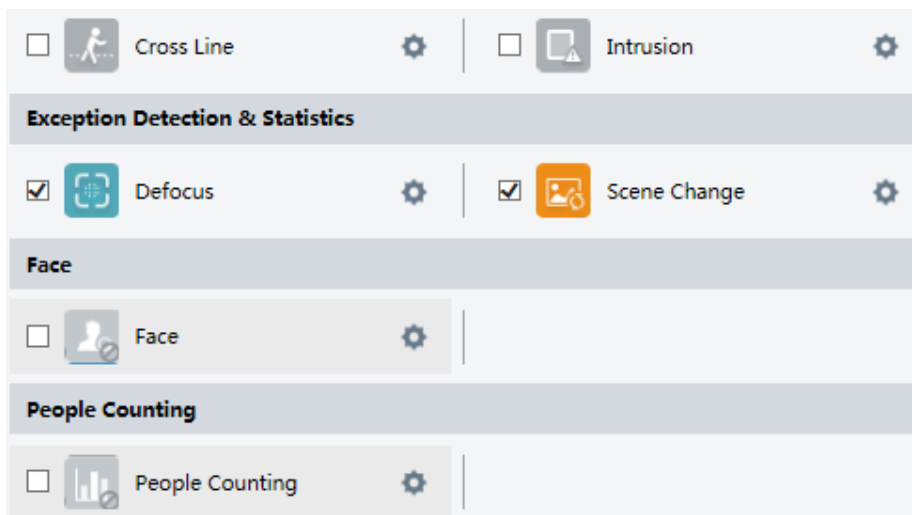 Cross Line
Intrusion
Exception Detection & Statistics
Defocus
Scene Change
Face
Face
People Counting
People Counting